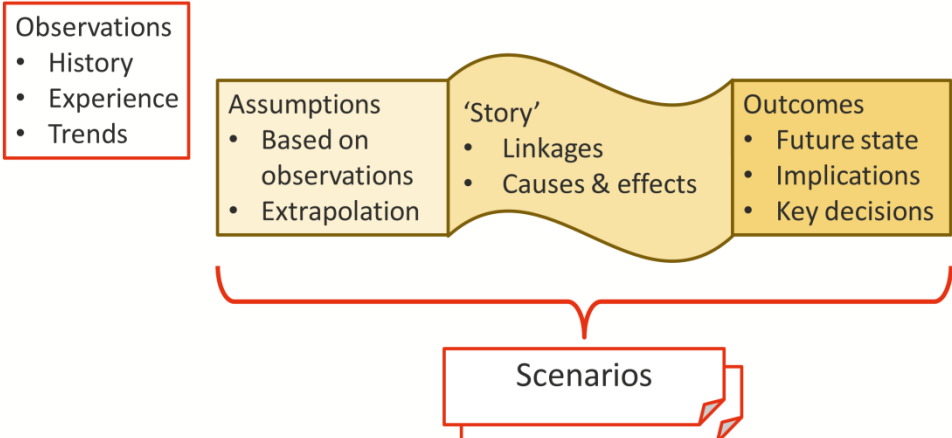 Observations
• History
• Experience
• Trends
Assumptions
• Based on
observations
• Extrapolation
‘Story’
• Linkages
• Causes & effects
Outcomes
• Future state
• Implications
• Key decisions
Scenarios